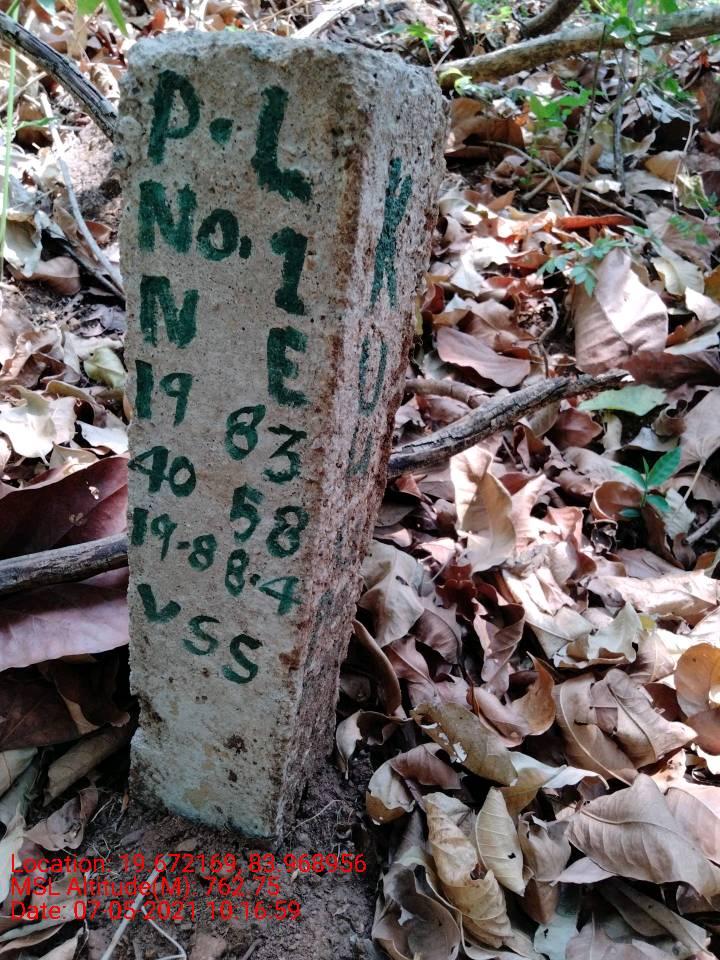 P.L
No. 1
N E
19 83
40 58
19.8 8.4
VSS
KUU
Location: 19.672169, 83.968956
MSL Altitude(M): 762.75
Date: 07-05-2021 10:16:59